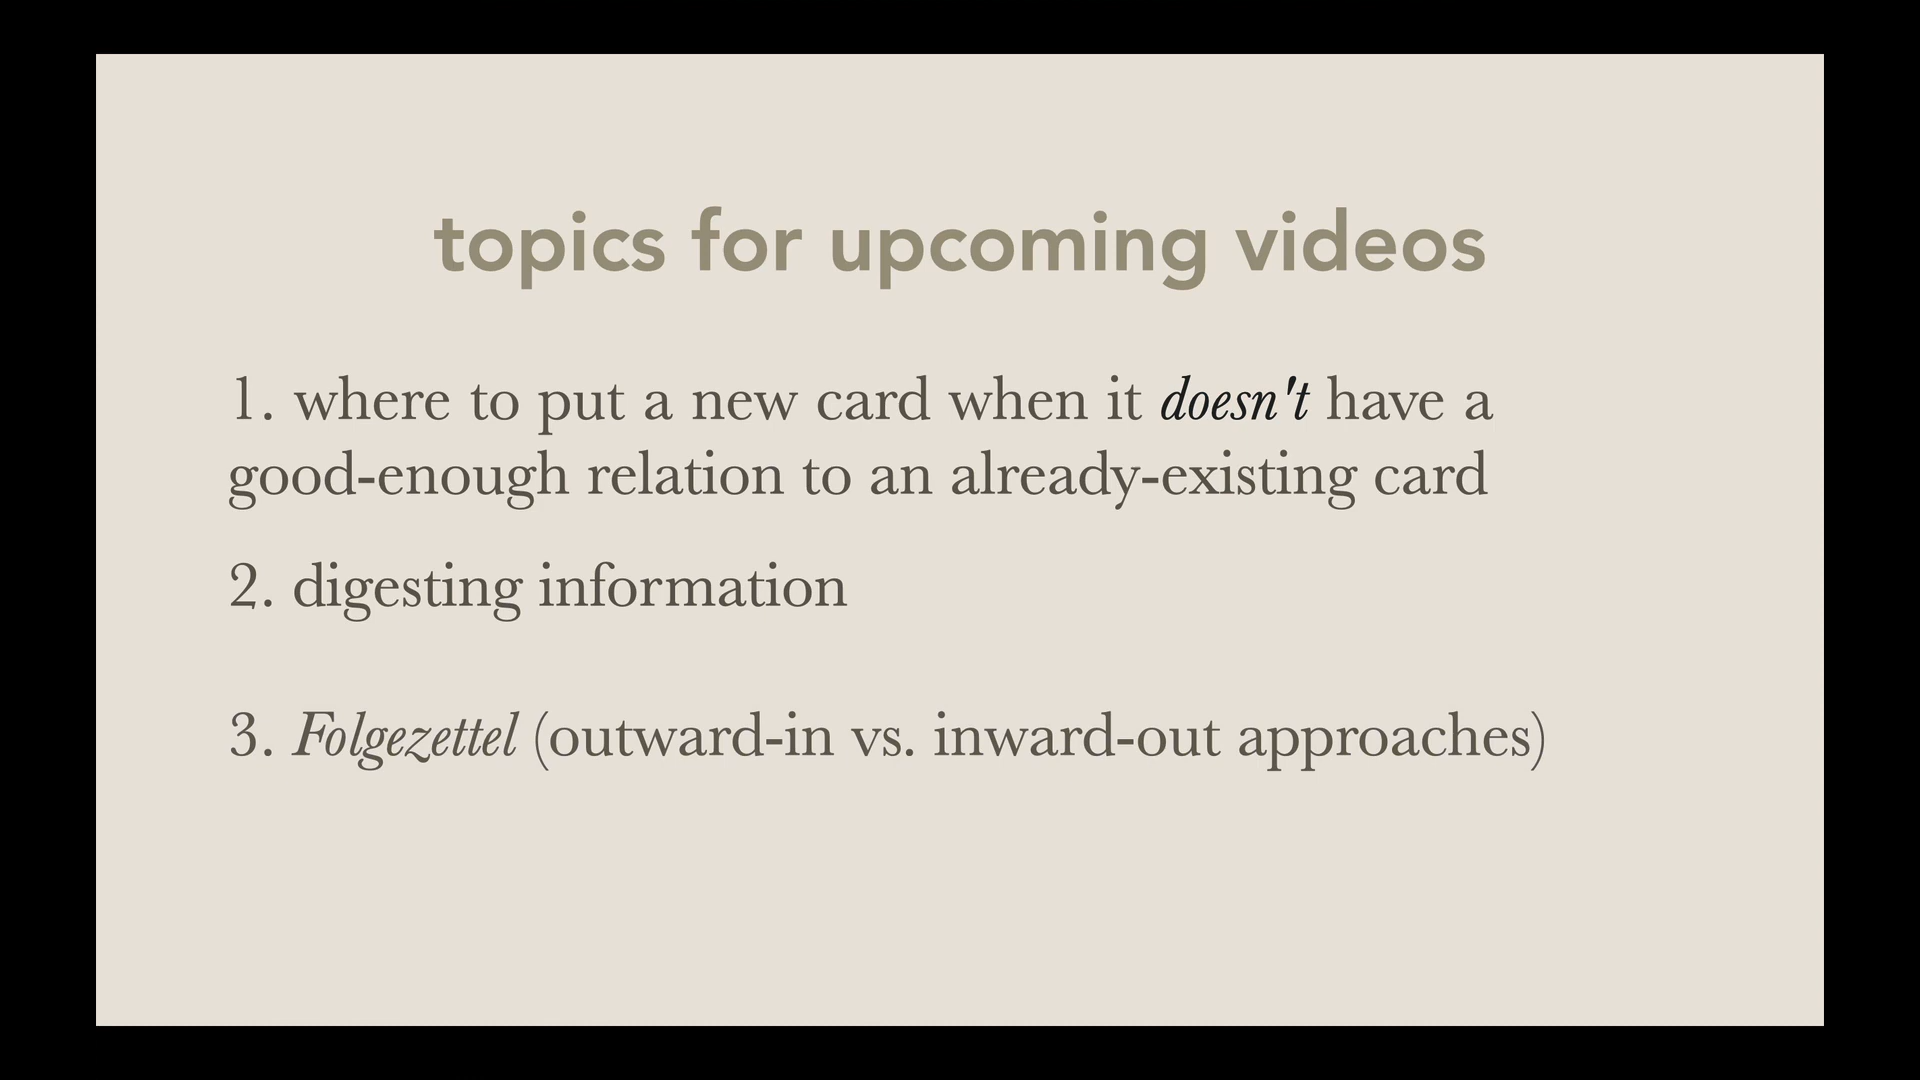 topics for upcoming videos
1. where to put a new card when it doesn't have a
good-enough relation to an already-existing card
2. digesting information
3. Folgezettel (outward-in vs. inward-out approaches)